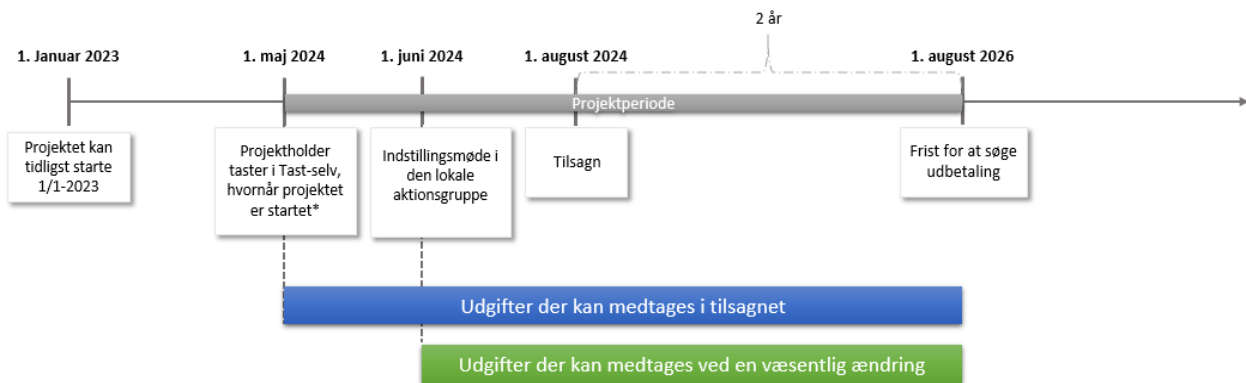 2 år
1. Januar 2023
1. maj 2024
1. juni 2024
1. august 2024
1. august 2026
Projektperiode
Projektet kan
tidligst starte
1/1-2023
Projektholder
taster i Tast-selv,
hvornår projektet
er startet*
Indstillingsmøde i
den lokale
aktionsgruppe
Tilsagn
Frist for at søge
udbetaling
Udgifter der kan medtages i tilsagnet
Udgifter der kan medtages ved en væsentlig ændring